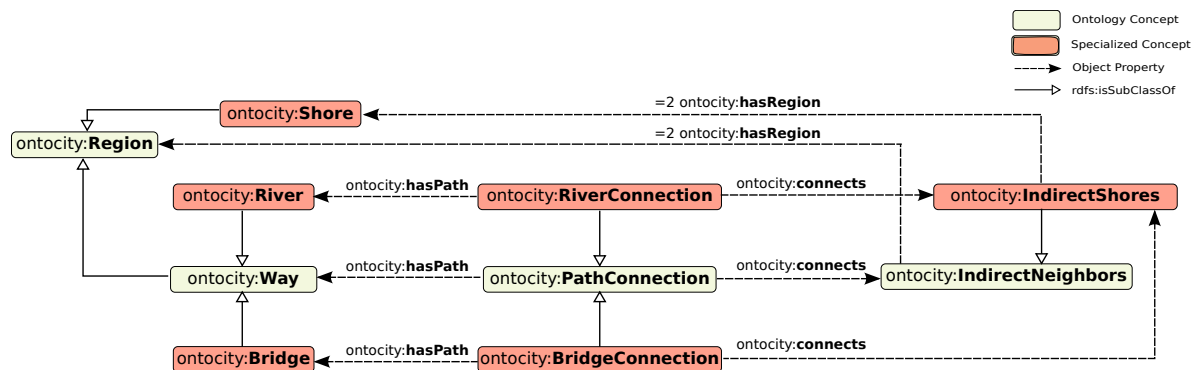 Ontology Concept
Specialized Concept
Object Property
rdfs:isSubClassOf
=2 ontocity:hasRegion
ontocity:Shore
=2 ontocity:hasRegion
ontocity:Region
ontocity:hasPath
ontocity:connects
ontocity:River
ontocity:RiverConnection
ontocity:IndirectShores
ontocity:hasPath
ontocity:connects
ontocity:Way
ontocity:PathConnection
ontocity:IndirectNeighbors
ontocity:hasPath
ontocity:connects
ontocity:Bridge
ontocity:BridgeConnection